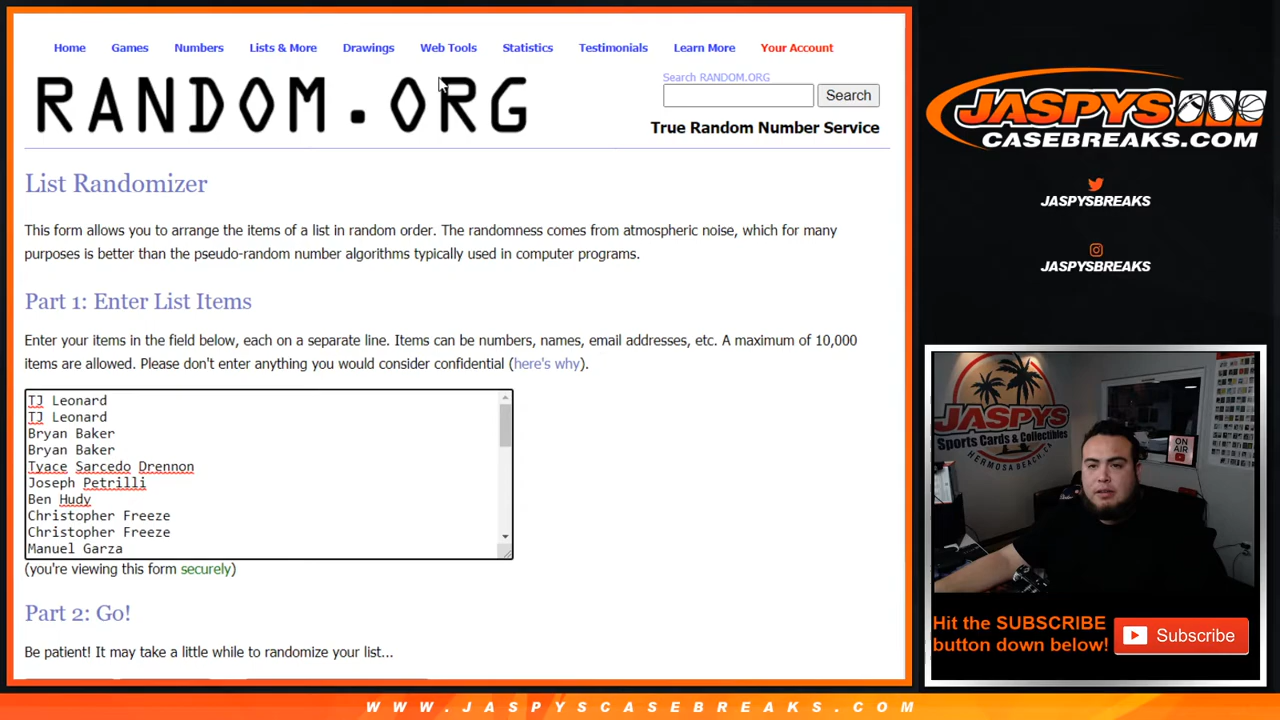 Home Games Numbers Lists & More Drawings Web Tools Statistics Testimonials Learn More Your Account
RANDOM.ORG
Search RANDOM.ORG
Search
True Random Number Service
List Randomizer
This form allows you to arrange the items of a list in random order. The randomness comes from atmospheric noise, which for many
purposes is better than the pseudo-random number algorithms typically used in computer programs.
Part 1: Enter List Items
Enter your items in the field below, each on a separate line. Items can be numbers, names, email addresses, etc. A maximum of 10,000
items are allowed. Please don't enter anything you would consider confidential (here's why).
TJ Leonard
TJ Leonard
Bryan Baker
Bryan Baker
Tyace Sarcedo Drennon
Joseph Petrilli
Ben Hudy
Christopher Freeze
Christopher Freeze
Manuel Garza
(you're viewing this form securely)
Part 2: Go!
Be patient! It may take a little while to randomize your list...
JASPYS
CASEBREAKS.COM
JASPYSBREAKS
JASPYSBREAKS
JASPYS
Sports Cards & Collectibles
HERMOSA BEACH, CA
ON
AIR
Hit the SUBSCRIBE
button down below!
Subscribe
WWW.JASPYSCASEBREAKS.COM